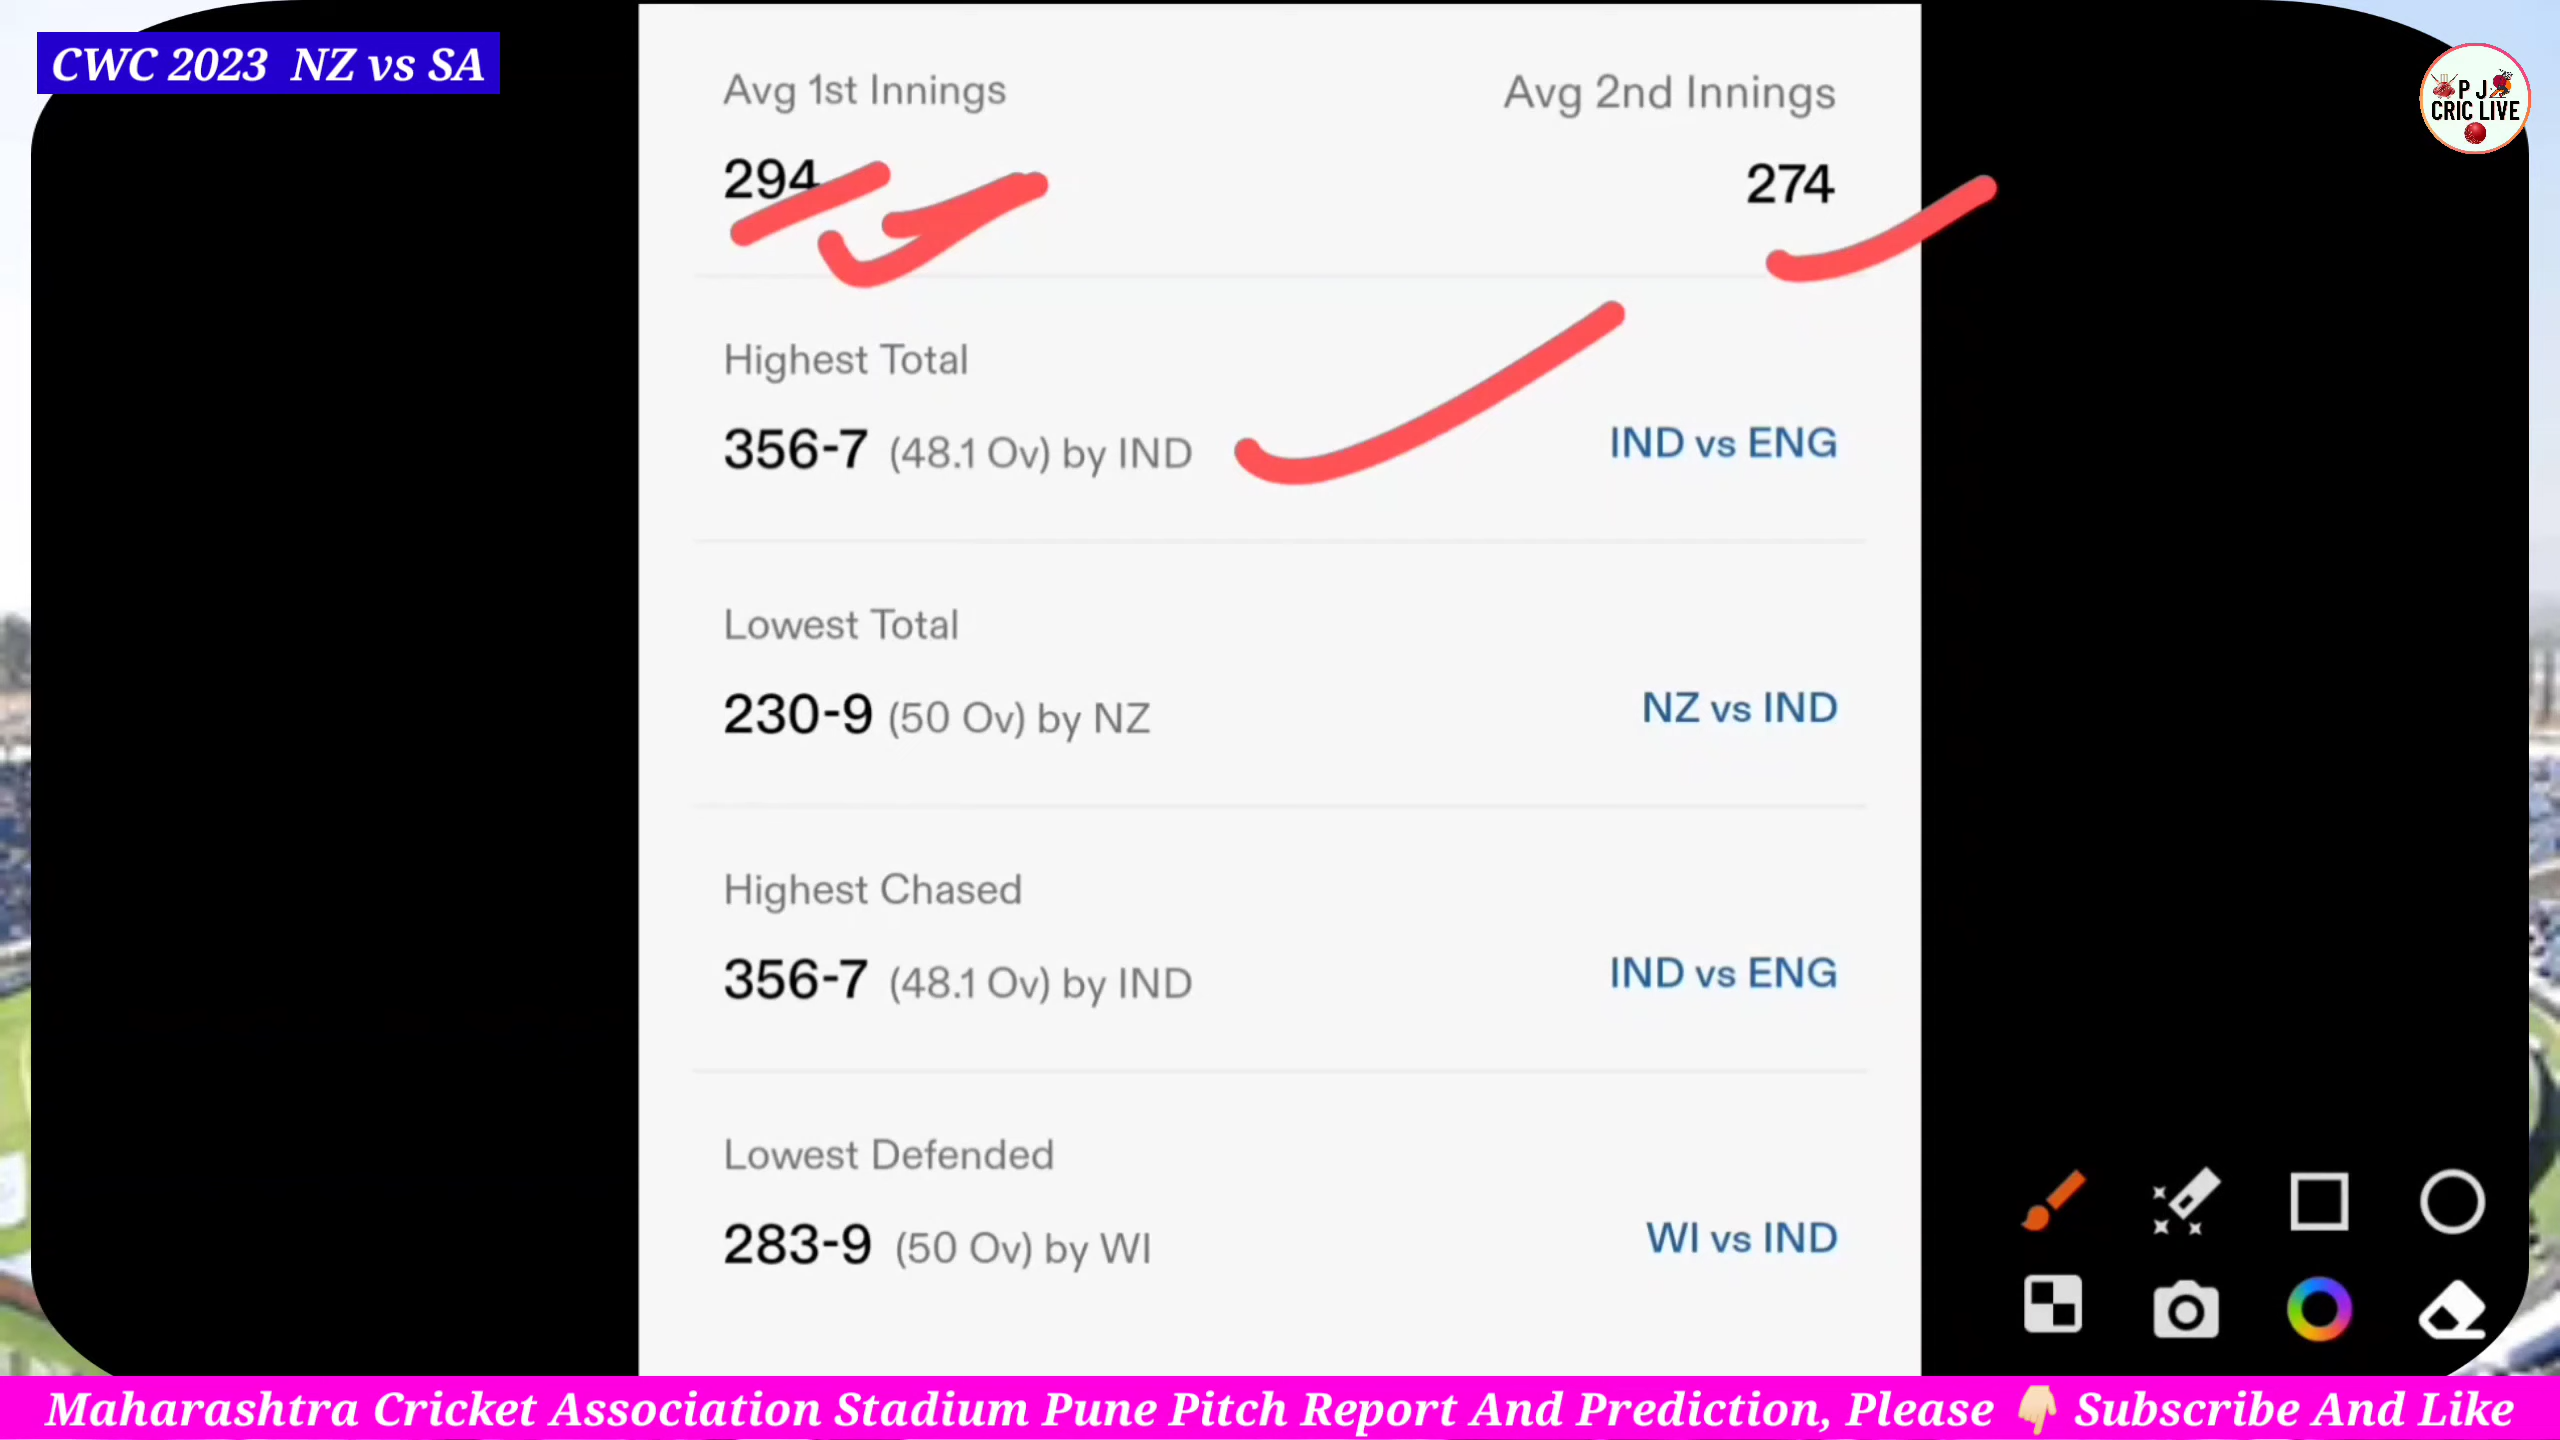 CWC 2023 NZ vs SA
P J
CRIC LIVE
Avg 1st Innings
Avg 2nd Innings
294
274
Highest Total
356-7 (48.1 Ov) by IND
IND vs ENG
Lowest Total
230-9 (50 Ov) by NZ
NZ vs IND
Highest Chased
356-7 (48.1 Ov) by IND
IND vs ENG
Lowest Defended
283-9 (50 Ov) by WI
WI vs IND
Maharashtra Cricket Association Stadium Pune Pitch Report And Prediction, Please 👇 Subscribe And Like